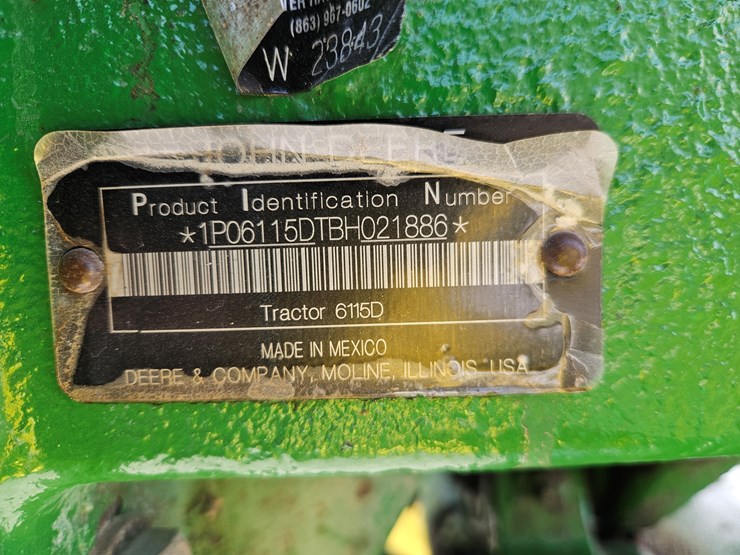 (863) 967-0602
W 23843
JOHN DEERE
Product Identification Number
*1P06115DTBH021886*
Tractor 6115D
MADE IN MEXICO
DEERE & COMPANY, MOLINE, ILLINOIS, USA